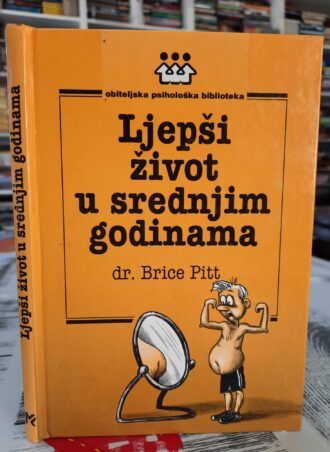 obiteljska psihološka biblioteka
Ljepši
život
u srednjim
godinama
dr. Brice Pitt
Ljepši život u srednjim godinama